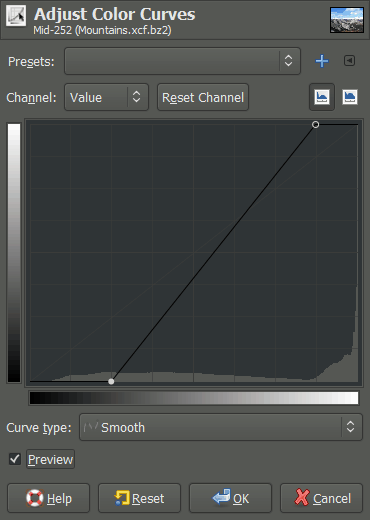 Adjust Color Curves
Mid-252 (Mountains.xcf.bz2)
Presets:
Channel: Value Reset Channel
Curve type: Smooth
Preview
Help Reset OK Cancel